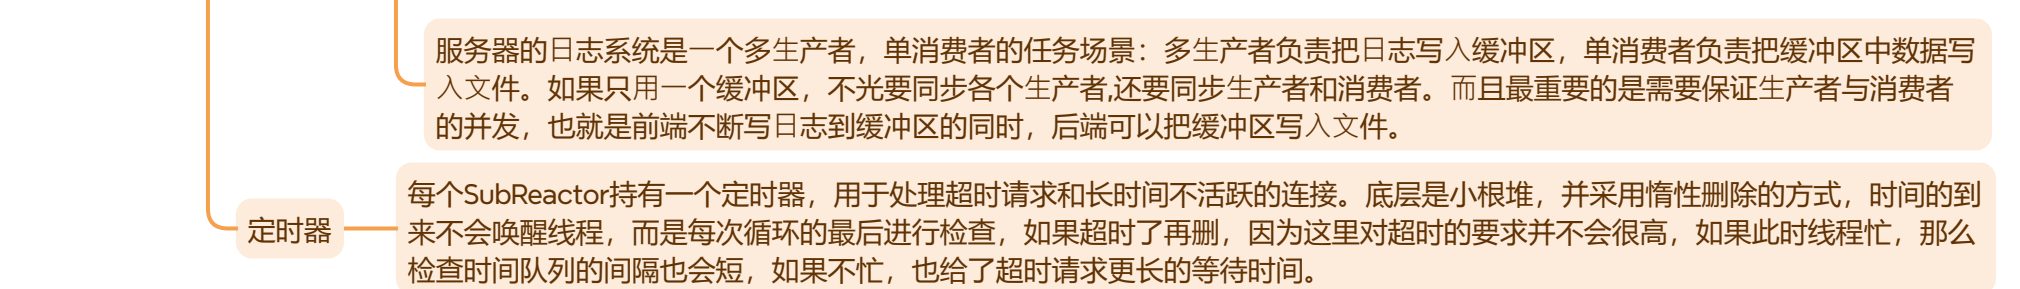 服务器的日志系统是一个多生产者，单消费者的任务场景：多生产者负责把日志写入缓冲区，单消费者负责把缓冲区中数据写
入文件。如果只用一个缓冲区，不光要同步各个生产者,还要同步生产者和消费者。而且最重要的是需要保证生产者与消费者
的并发，也就是前端不断写日志到缓冲区的同时，后端可以把缓冲区写入文件。
定时器
每个SubReactor持有一个定时器，用于处理超时请求和长时间不活跃的连接。底层是小根堆，并采用惰性删除的方式，时间的到
来不会唤醒线程，而是每次循环的最后进行检查，如果超时了再删，因为这里对超时的要求并不会很高，如果此时线程忙，那么
检查时间队列的间隔也会短，如果不忙，也给了超时请求更长的等待时间。